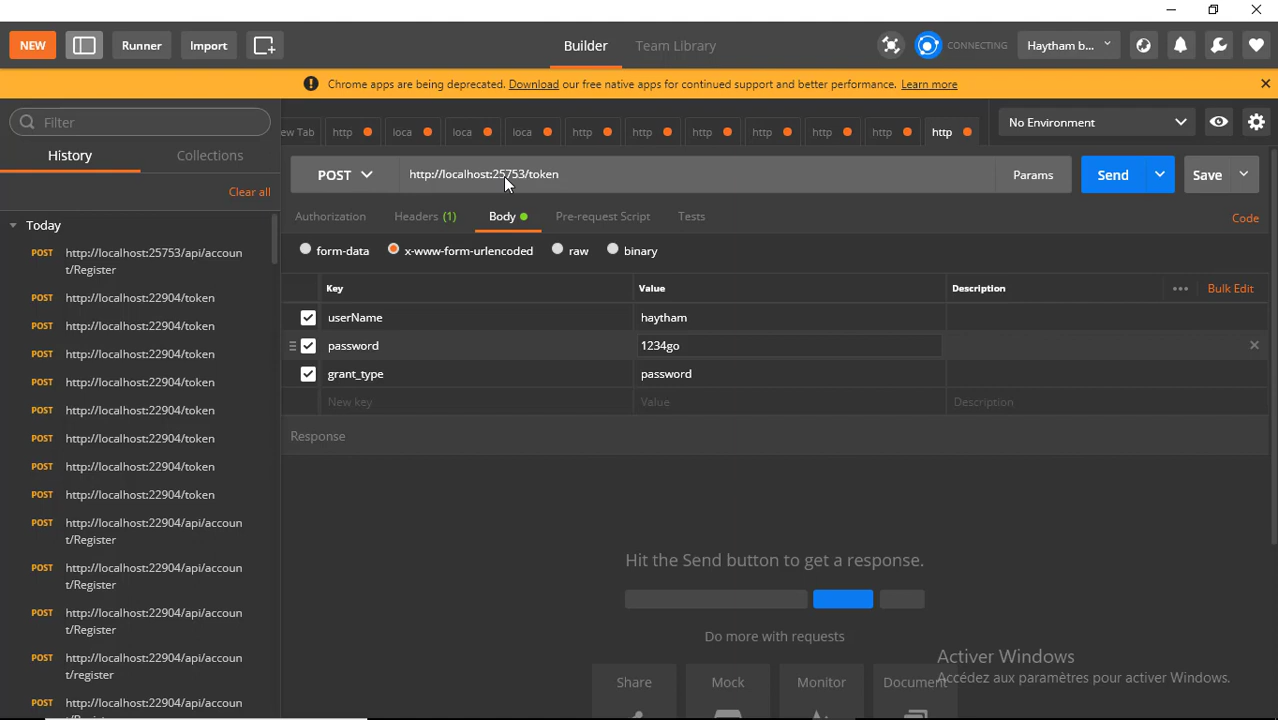 NEW Runner Import Builder Team Library CONNECTING Haytham b...
Chrome apps are being deprecated. Download our free native apps for continued support and better performance. Learn more
Filter
ew Tab http loca loca loca http http http http http http http No Environment
History Collections
POST http://localhost:25753/token Params Send Save
Clear all
Authorization Headers (1) Body Pre-request Script Tests Code
Today
form-data x-www-form-urlencoded raw binary
POST http://localhost:25753/api/accoun
t/Register
Key Value Description Bulk Edit
POST http://localhost:22904/token
userName haytham
POST http://localhost:22904/token
password 1234go
POST http://localhost:22904/token
grant_type password
POST http://localhost:22904/token
New key Value Description
POST http://localhost:22904/token
Response
POST http://localhost:22904/token
POST http://localhost:22904/token
POST http://localhost:22904/token
POST http://localhost:22904/api/accoun
t/Register
Hit the Send button to get a response.
POST http://localhost:22904/api/accoun
t/Register
POST http://localhost:22904/api/accoun
t/Register
Do more with requests
POST http://localhost:22904/api/accoun
t/register
Activer Windows
Accédez aux paramètres pour activer Windows.
Share Mock Monitor Document
POST http://localhost:22904/api/accoun